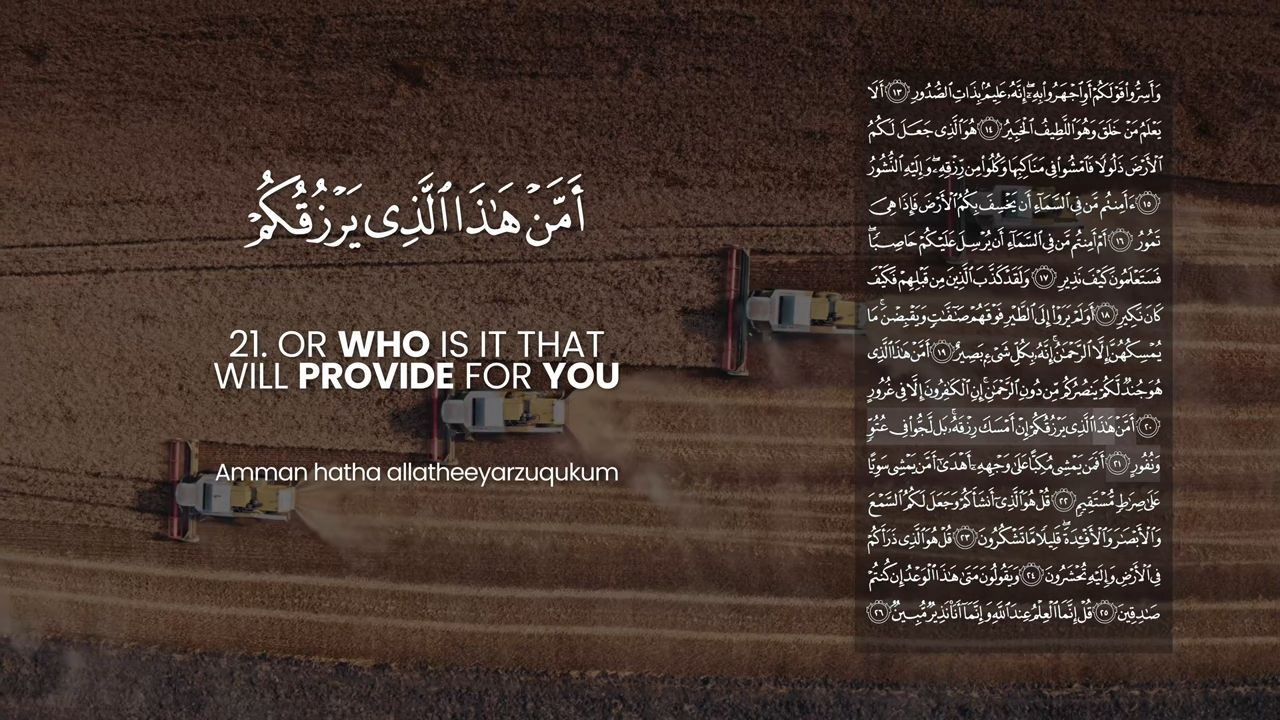 أَمَّنْ هَـٰذَا ٱلَّذِى يَرْزُقُكُمْ
21. OR WHO IS IT THAT
WILL PROVIDE FOR YOU
Amman hatha allatheeyarzuqukum
وَأَسِرُّوا۟ قَوْلَكُمْ أَوِ ٱجْهَرُوا۟ بِهِۦٓ ۖ إِنَّهُۥ عَلِيمٌۢ بِذَاتِ ٱلصُّدُورِ ١٣ أَلَا
يَعْلَمُ مَنْ خَلَقَ وَهُوَ ٱللَّطِيفُ ٱلْخَبِيرُ ١٤ هُوَ ٱلَّذِى جَعَلَ لَكُمُ
ٱلْأَرْضَ ذَلُولًا فَٱمْشُوا۟ فِى مَنَاكِبِهَا وَكُلُوا۟ مِن رِّزْقِهِۦ ۖ وَإِلَيْهِ ٱلنُّشُورُ
١٥ ءَأَمِنتُم مَّن فِى ٱلسَّمَآءِ أَن يَخْسِفَ بِكُمُ ٱلْأَرْضَ فَإِذَا هِىَ
تَمُورُ ١٦ أَمْ أَمِنتُم مَّن فِى ٱلسَّمَآءِ أَن يُرْسِلَ عَلَيْكُمْ حَاصِبًا ۖ
فَسَتَعْلَمُونَ كَيْفَ نَذِيرِ ١٧ وَلَقَدْ كَذَّبَ ٱلَّذِينَ مِن قَبْلِهِمْ فَكَيْفَ
كَانَ نَكِيرِ ١٨ أَوَلَمْ يَرَوْا۟ إِلَى ٱلطَّيْرِ فَوْقَهُمْ صَـٰٓفَّـٰتٍ وَيَقْبِضْنَ ۚ مَا
يُمْسِكُهُنَّ إِلَّا ٱلرَّحْمَـٰنُ ۚ إِنَّهُۥ بِكُلِّ شَىْءٍۭ بَصِيرٌ ١٩ أَمَّنْ هَـٰذَا ٱلَّذِى
هُوَ جُندٌ لَّكُمْ يَنصُرُكُم مِّن دُونِ ٱلرَّحْمَـٰنِ ۚ إِنِ ٱلْكَـٰفِرُونَ إِلَّا فِى غُرُورٍ
٢٠ أَمَّنْ هَـٰذَا ٱلَّذِى يَرْزُقُكُمْ إِنْ أَمْسَكَ رِزْقَهُۥ ۚ بَل لَّجُّوا۟ فِى عُتُوٍّ
وَنُفُورٍ ٢١ أَفَمَن يَمْشِى مُكِبًّا عَلَىٰ وَجْهِهِۦٓ أَهْدَىٰٓ أَمَّن يَمْشِى سَوِيًّا
عَلَىٰ صِرَٰطٍ مُّسْتَقِيمٍ ٢٢ قُلْ هُوَ ٱلَّذِىٓ أَنشَأَكُمْ وَجَعَلَ لَكُمُ ٱلسَّمْعَ
وَٱلْأَبْصَـٰرَ وَٱلْأَفْـِٔدَةَ ۖ قَلِيلًا مَّا تَشْكُرُونَ ٢٣ قُلْ هُوَ ٱلَّذِى ذَرَأَكُمْ
فِى ٱلْأَرْضِ وَإِلَيْهِ تُحْشَرُونَ ٢٤ وَيَقُولُونَ مَتَىٰ هَـٰذَا ٱلْوَعْدُ إِن كُنتُمْ
صَـٰدِقِينَ ٢٥ قُلْ إِنَّمَا ٱلْعِلْمُ عِندَ ٱللَّهِ وَإِنَّمَآ أَنَا۠ نَذِيرٌ مُّبِينٌ ٢٦